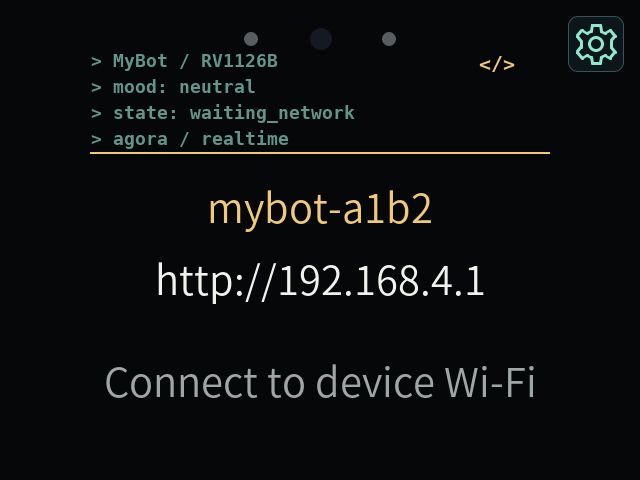 > MyBot / RV1126B
</>
> mood: neutral
> state: waiting_network
> agora / realtime
mybot-a1b2
http://192.168.4.1
Connect to device Wi-Fi